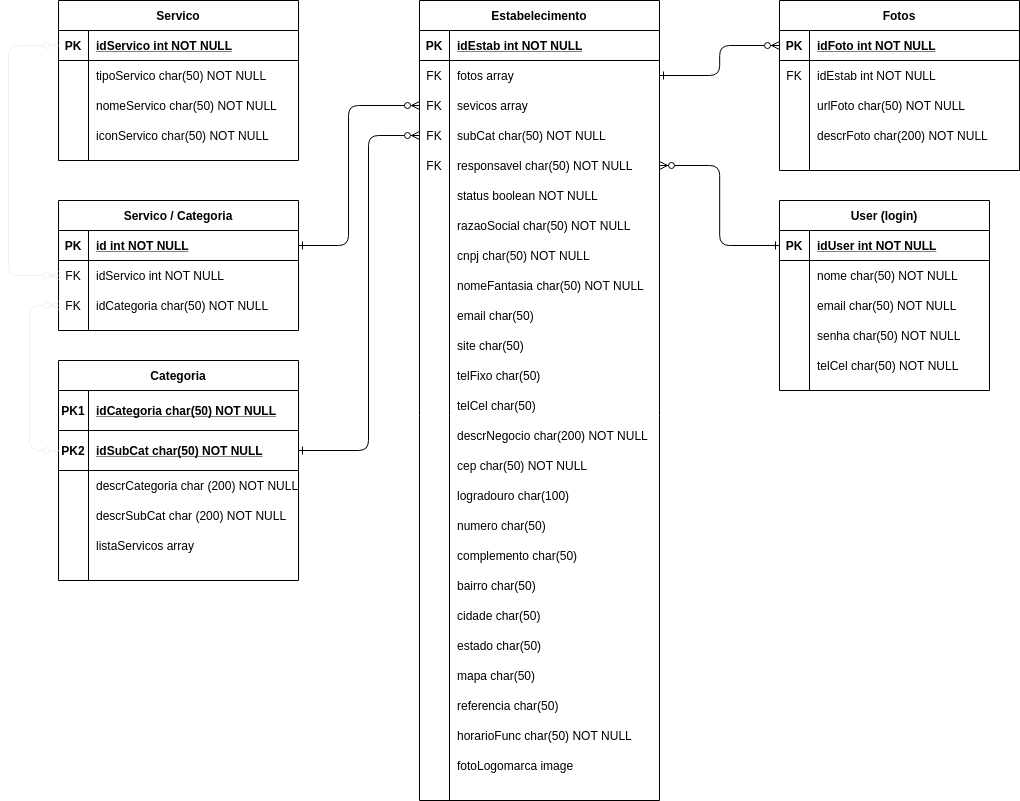 Servico
PK idServico int NOT NULL
tipoServico char(50) NOT NULL
nomeServico char(50) NOT NULL
iconServico char(50) NOT NULL
Servico / Categoria
PK id int NOT NULL
FK idServico int NOT NULL
FK idCategoria char(50) NOT NULL
Categoria
PK1 idCategoria char(50) NOT NULL
PK2 idSubCat char(50) NOT NULL
descrCategoria char (200) NOT NULL
descrSubCat char (200) NOT NULL
listaServicos array
Estabelecimento
PK idEstab int NOT NULL
FK fotos array
FK sevicos array
FK subCat char(50) NOT NULL
FK responsavel char(50) NOT NULL
status boolean NOT NULL
razaoSocial char(50) NOT NULL
cnpj char(50) NOT NULL
nomeFantasia char(50) NOT NULL
email char(50)
site char(50)
telFixo char(50)
telCel char(50)
descrNegocio char(200) NOT NULL
cep char(50) NOT NULL
logradouro char(100)
numero char(50)
complemento char(50)
bairro char(50)
cidade char(50)
estado char(50)
mapa char(50)
referencia char(50)
horarioFunc char(50) NOT NULL
fotoLogomarca image
Fotos
PK idFoto int NOT NULL
FK idEstab int NOT NULL
urlFoto char(50) NOT NULL
descrFoto char(200) NOT NULL
User (login)
PK idUser int NOT NULL
nome char(50) NOT NULL
email char(50) NOT NULL
senha char(50) NOT NULL
telCel char(50) NOT NULL